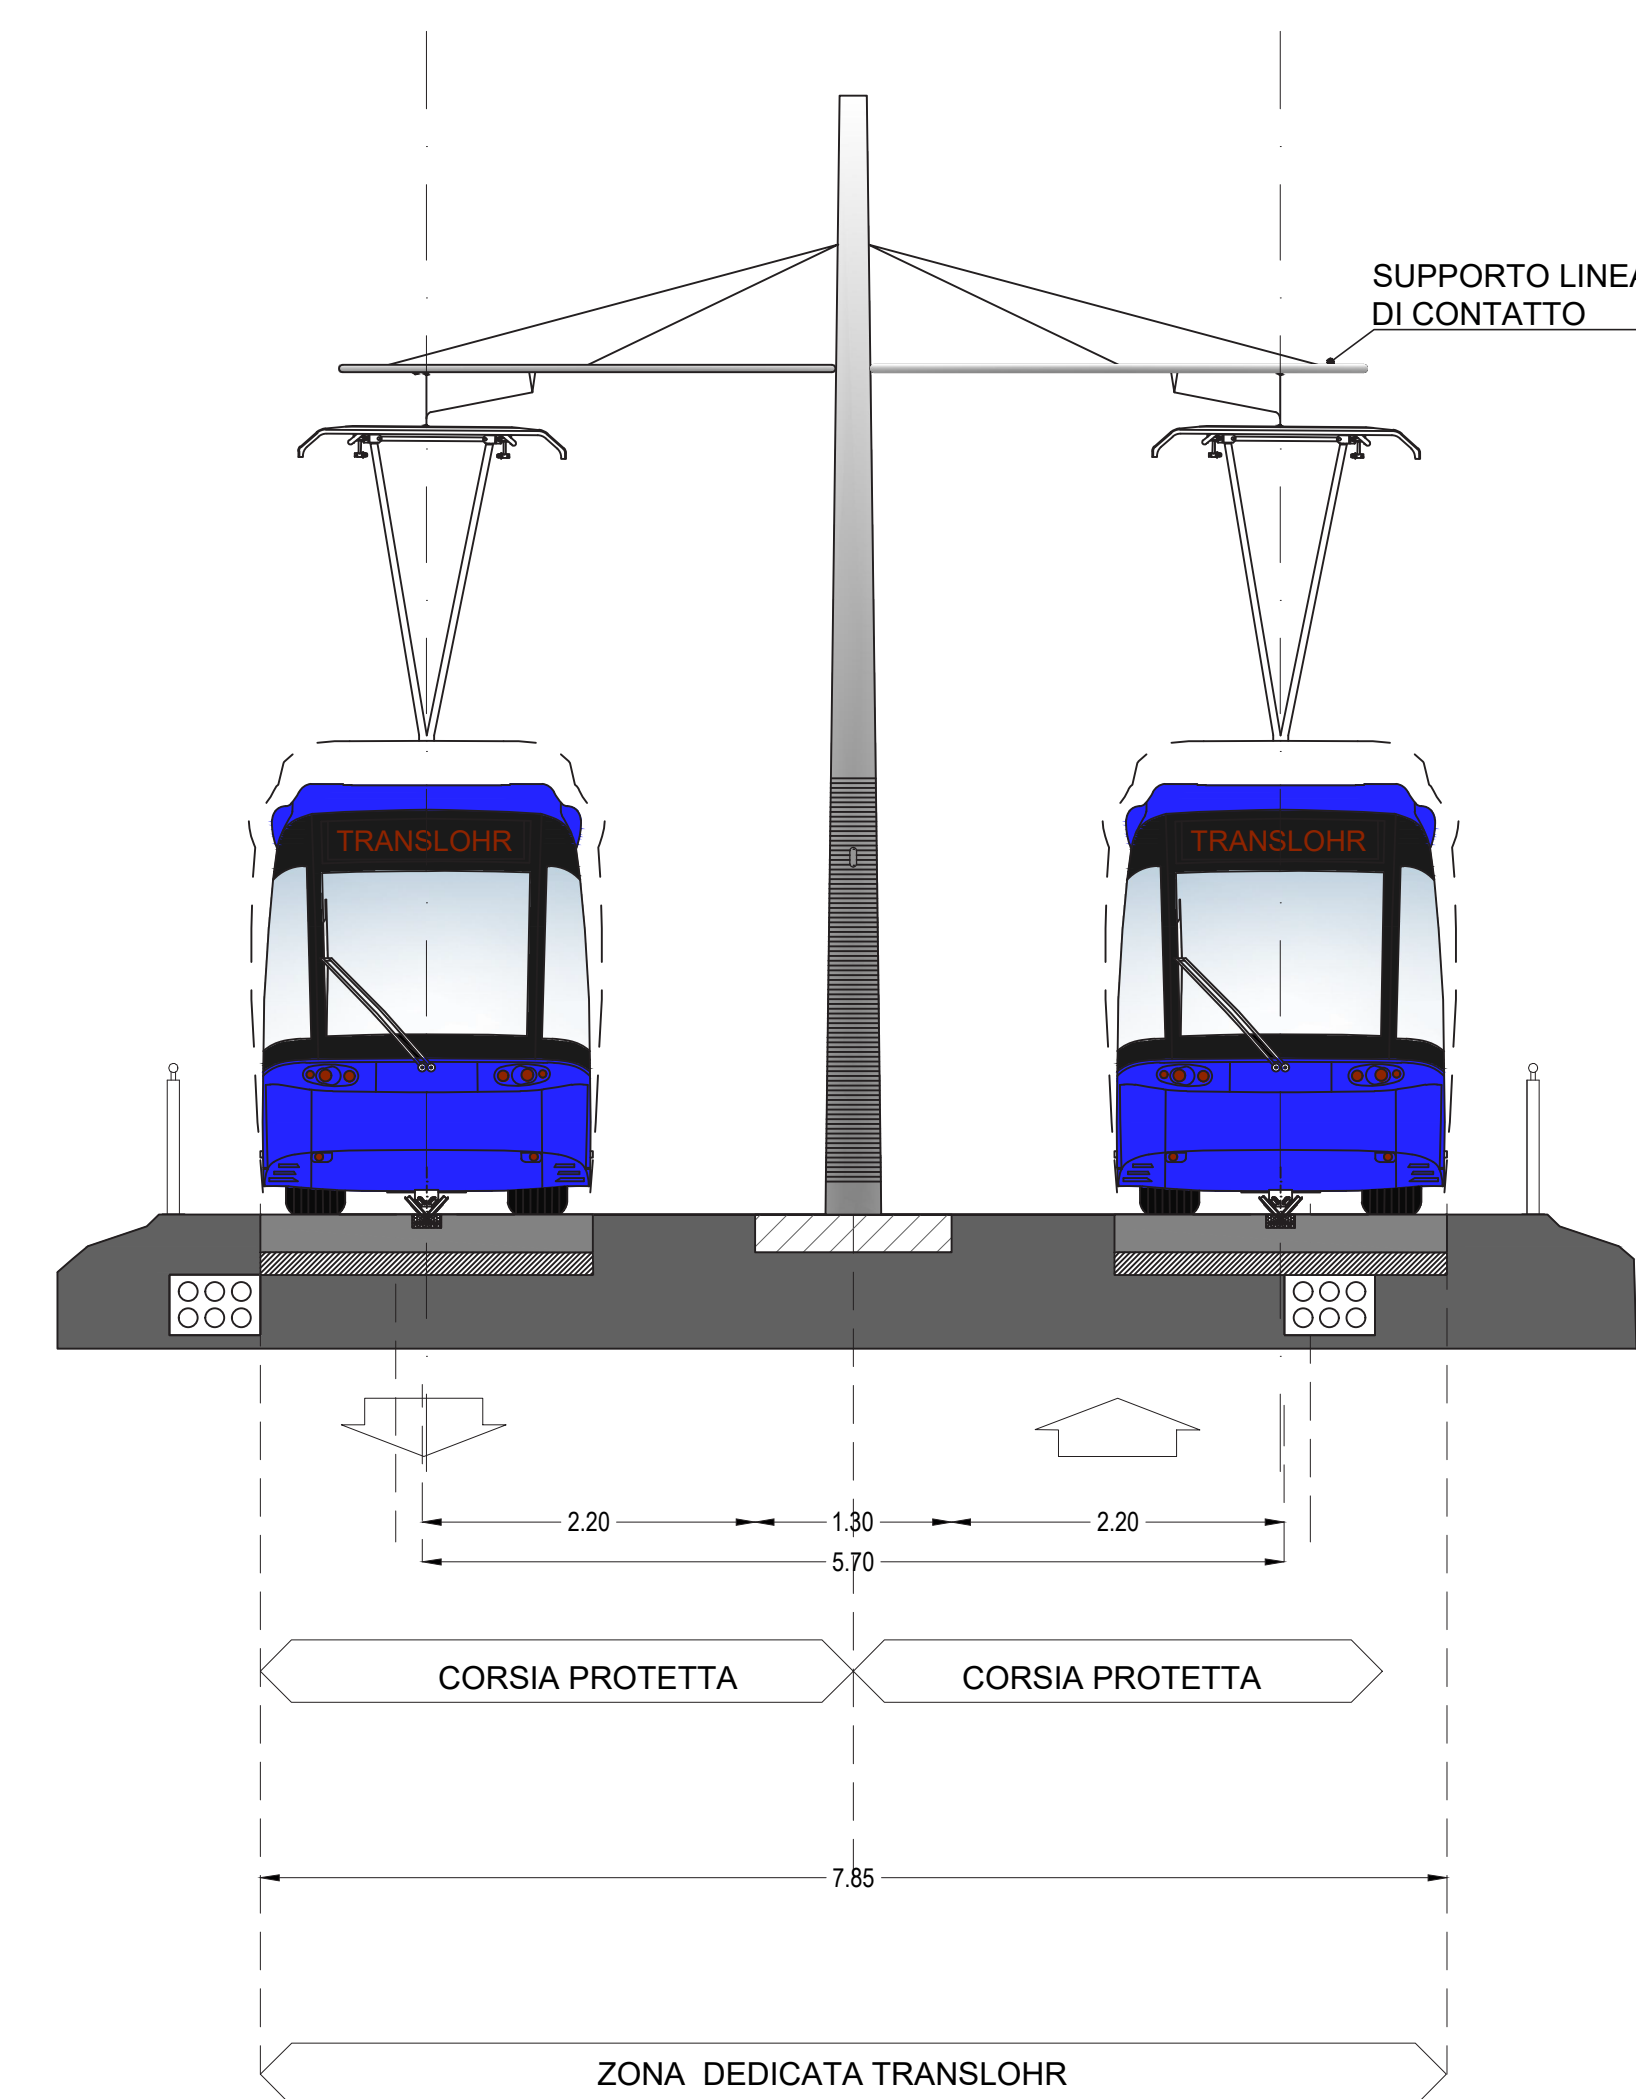 SUPPORTO LINEA
DI CONTATTO
TRANSLOHR
TRANSLOHR
2.20
1.30
2.20
5.70
CORSIA PROTETTA
CORSIA PROTETTA
7.85
ZONA DEDICATA TRANSLOHR